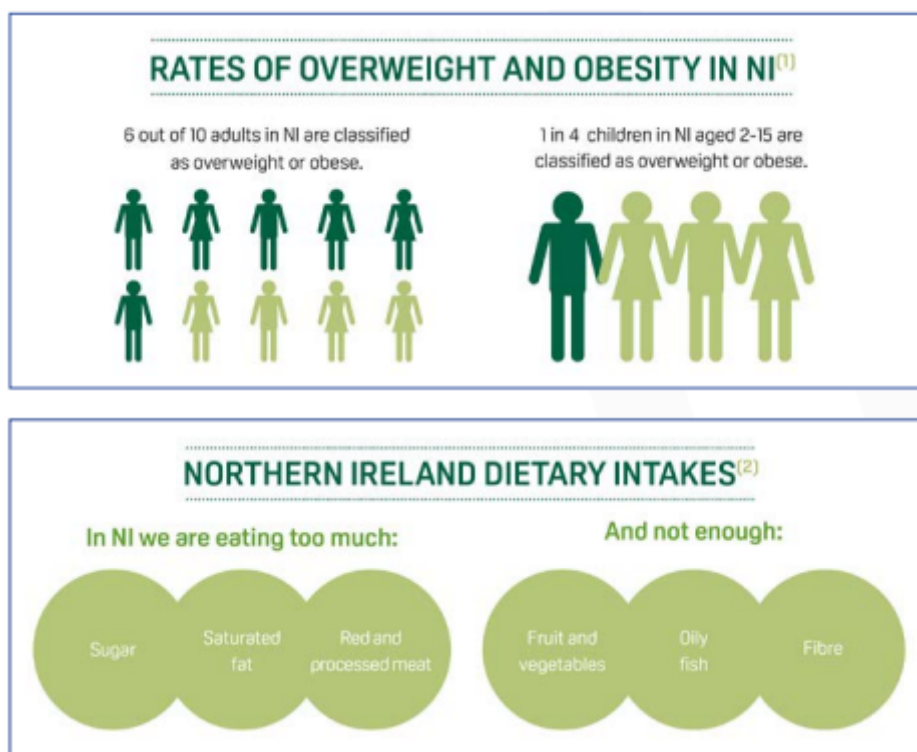 RATES OF OVERWEIGHT AND OBESITY IN NI(1)
6 out of 10 adults in NI are classified
as overweight or obese.
1 in 4 children in NI aged 2-15 are
classified as overweight or obese.
NORTHERN IRELAND DIETARY INTAKES(2)
In NI we are eating too much:
Sugar
Saturated
fat
Red and
processed meat
And not enough:
Fruit and
vegetables
Oily
fish
Fibre